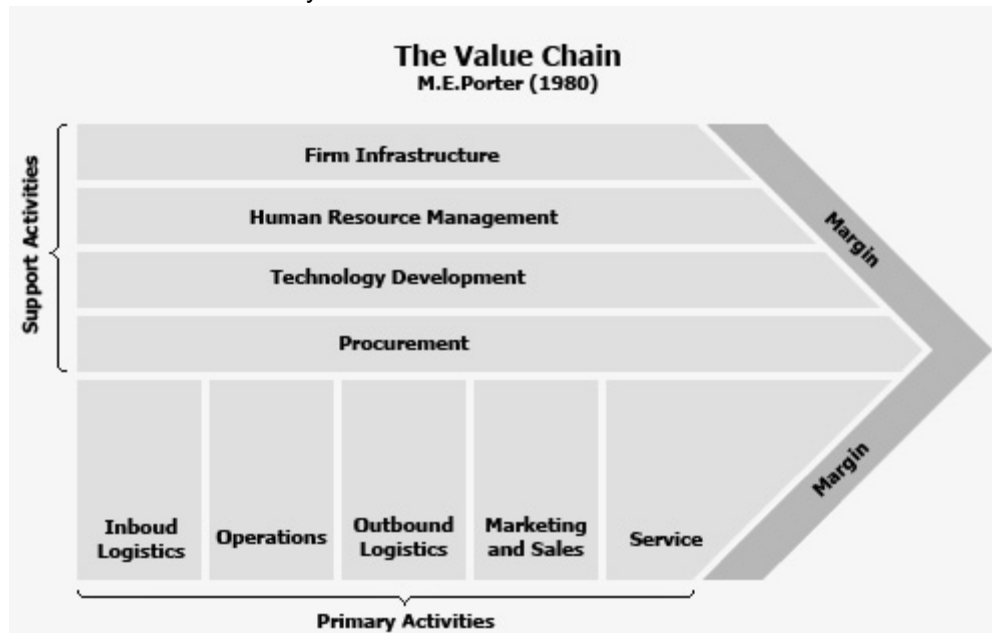 The Value Chain
M.E.Porter (1980)
Support Activities
Firm Infrastructure
Human Resource Management
Technology Development
Procurement
Margin
Margin
Inboud
Logistics
Operations
Outbound
Logistics
Marketing
and Sales
Service
Primary Activities